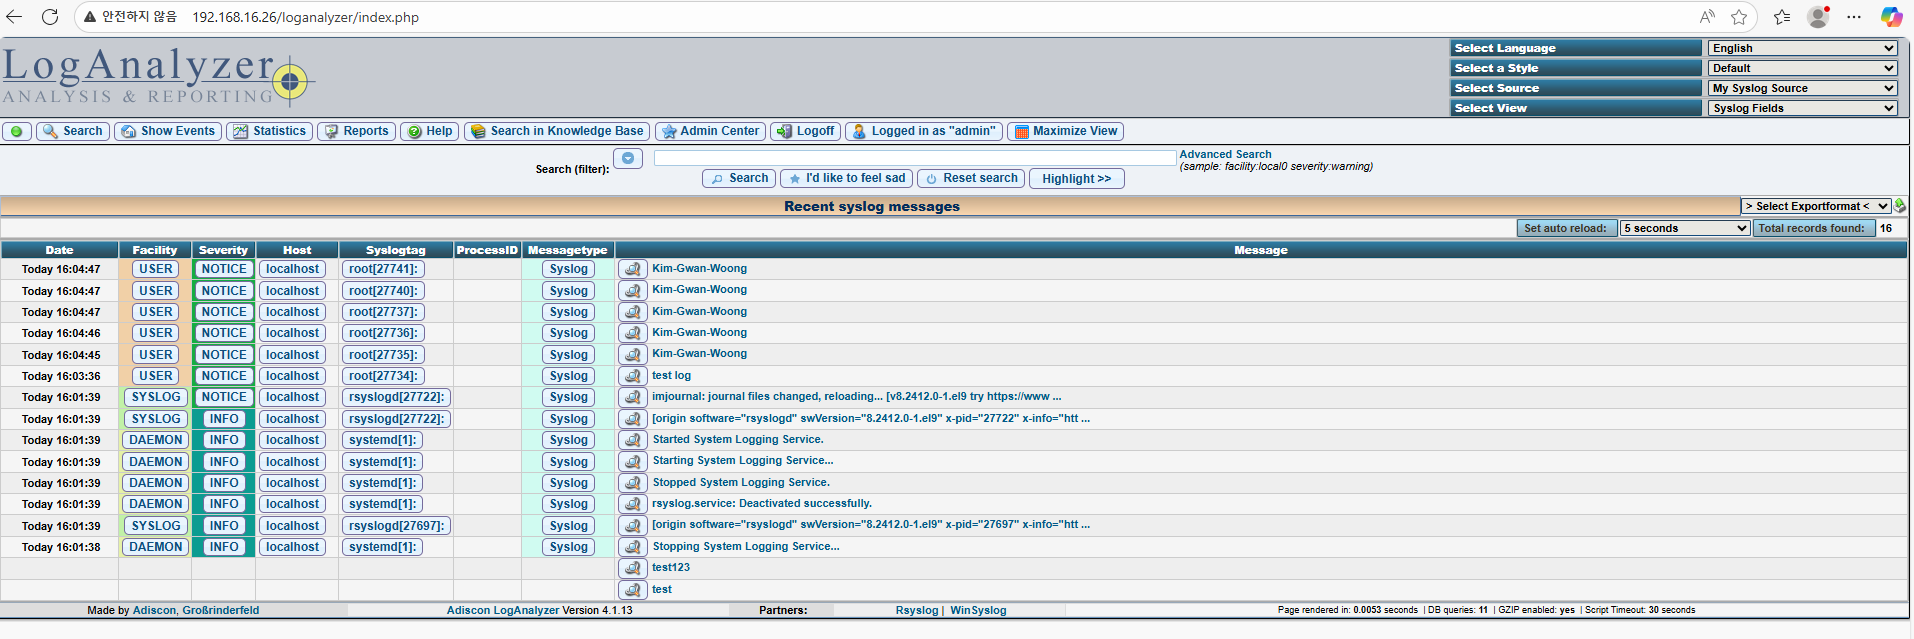 안전하지 않음 192.168.16.26/loganalyzer/index.php
LogAnalyzer
ANALYSIS & REPORTING
Select Language English
Select a Style Default
Select Source My Syslog Source
Select View Syslog Fields
Search Show Events Statistics Reports Help Search in Knowledge Base Admin Center Logoff Logged in as "admin" Maximize View
Search (filter): Advanced Search
(sample: facility:local0 severity:warning)
Search I'd like to feel sad Reset search Highlight >>
Recent syslog messages > Select Exportformat <
Set auto reload: 5 seconds Total records found: 16
Date Facility Severity Host Syslogtag ProcessID Messagetype Message
Today 16:04:47 USER NOTICE localhost root[27741]: Syslog Kim-Gwan-Woong
Today 16:04:47 USER NOTICE localhost root[27740]: Syslog Kim-Gwan-Woong
Today 16:04:47 USER NOTICE localhost root[27737]: Syslog Kim-Gwan-Woong
Today 16:04:46 USER NOTICE localhost root[27736]: Syslog Kim-Gwan-Woong
Today 16:04:45 USER NOTICE localhost root[27735]: Syslog Kim-Gwan-Woong
Today 16:03:36 USER NOTICE localhost root[27734]: Syslog test log
Today 16:01:39 SYSLOG NOTICE localhost rsyslogd[27722]: Syslog imjournal: journal files changed, reloading... [v8.2412.0-1.el9 try https://www ...
Today 16:01:39 SYSLOG INFO localhost rsyslogd[27722]: Syslog [origin software="rsyslogd" swVersion="8.2412.0-1.el9" x-pid="27722" x-info="htt ...
Today 16:01:39 DAEMON INFO localhost systemd[1]: Syslog Started System Logging Service.
Today 16:01:39 DAEMON INFO localhost systemd[1]: Syslog Starting System Logging Service...
Today 16:01:39 DAEMON INFO localhost systemd[1]: Syslog Stopped System Logging Service.
Today 16:01:39 DAEMON INFO localhost systemd[1]: Syslog rsyslog.service: Deactivated successfully.
Today 16:01:39 SYSLOG INFO localhost rsyslogd[27697]: Syslog [origin software="rsyslogd" swVersion="8.2412.0-1.el9" x-pid="27697" x-info="htt ...
Today 16:01:38 DAEMON INFO localhost systemd[1]: Syslog Stopping System Logging Service...
test123
test
Made by Adiscon, Großrinderfeld Adiscon LogAnalyzer Version 4.1.13 Partners: Rsyslog | WinSyslog Page rendered in: 0.0053 seconds | DB queries: 11 | GZIP enabled: yes | Script Timeout: 30 seconds